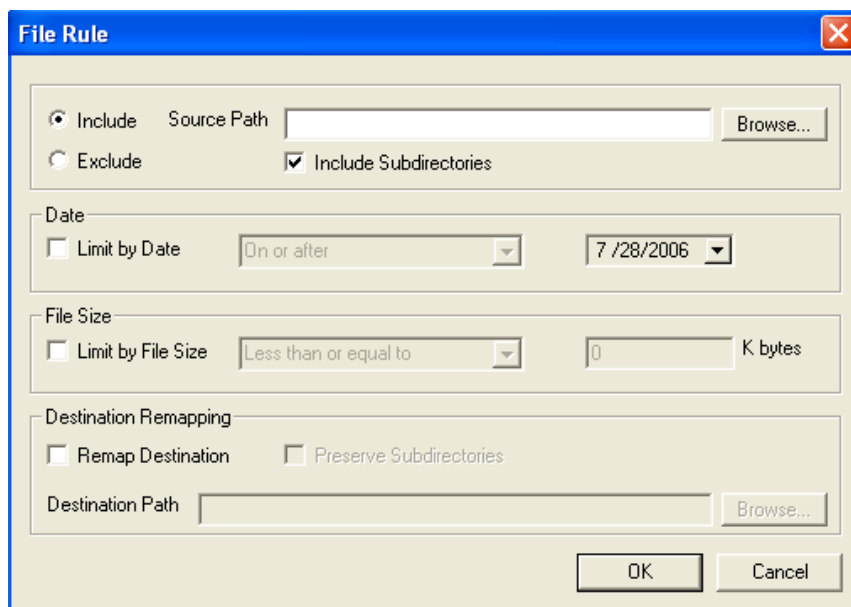 File Rule
Include Source Path Browse...
Exclude Include Subdirectories
Date
Limit by Date On or after 7 /28/2006
File Size
Limit by File Size Less than or equal to 0 K bytes
Destination Remapping
Remap Destination Preserve Subdirectories
Destination Path Browse...
OK Cancel